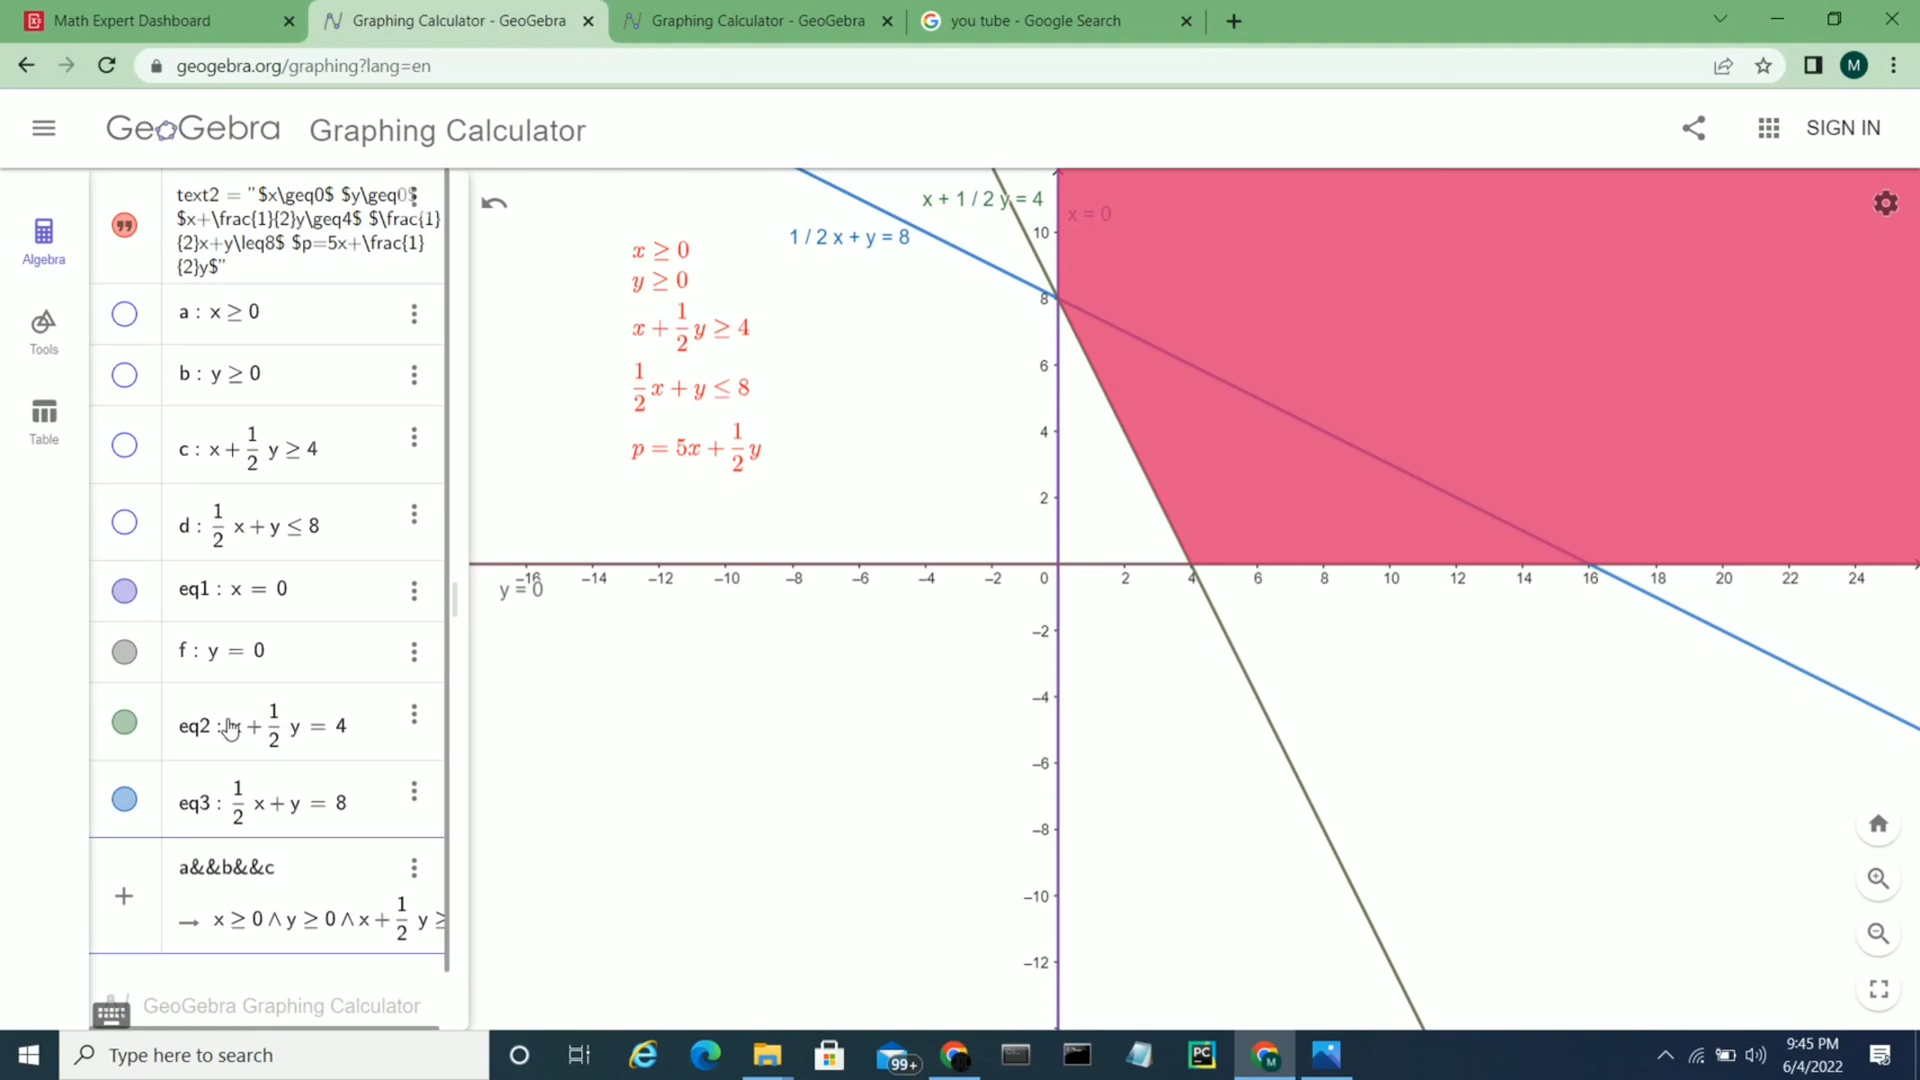 Math Expert Dashboard
Graphing Calculator - GeoGebra
Graphing Calculator - GeoGebra
you tube - Google Search
geogebra.org/graphing?lang=en
M
GeoGebra Graphing Calculator
SIGN IN
Algebra
Tools
Table
text2 = "$x\geq0$ $y\geq0$
$x+\frac{1}{2}y\geq4$ $\frac{1}
{2}x+y\leq8$ $p=5x+\frac{1}
{2}y$"
a : x ≥ 0
b : y ≥ 0
c : x + 1/2 y ≥ 4
d : 1/2 x + y ≤ 8
eq1 : x = 0
f : y = 0
eq2 : + 1/2 y = 4
eq3 : 1/2 x + y = 8
a&&b&&c
→ x ≥ 0 ∧ y ≥ 0 ∧ x + 1/2 y ≥
GeoGebra Graphing Calculator
x + 1 / 2 y = 4
x = 0
1 / 2 x + y = 8
x ≥ 0
y ≥ 0
x + 1/2 y ≥ 4
1/2 x + y ≤ 8
p = 5x + 1/2 y
10
8
6
4
2
–16 –14 –12 –10 –8 –6 –4 –2 0 2 4 6 8 10 12 14 16 18 20 22 24
y = 0
–2
–4
–6
–8
–10
–12
Type here to search
99+
PC
M
9:45 PM
6/4/2022